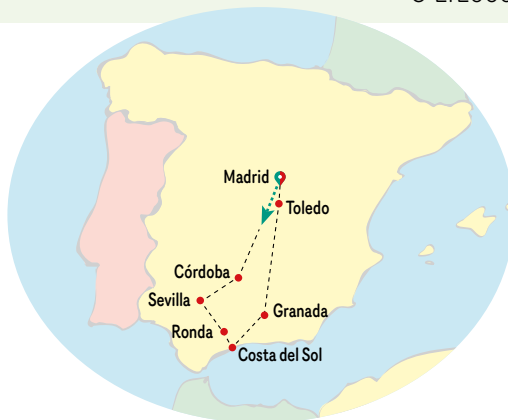 Madrid
Toledo
Córdoba
Sevilla
Granada
Ronda
Costa del Sol